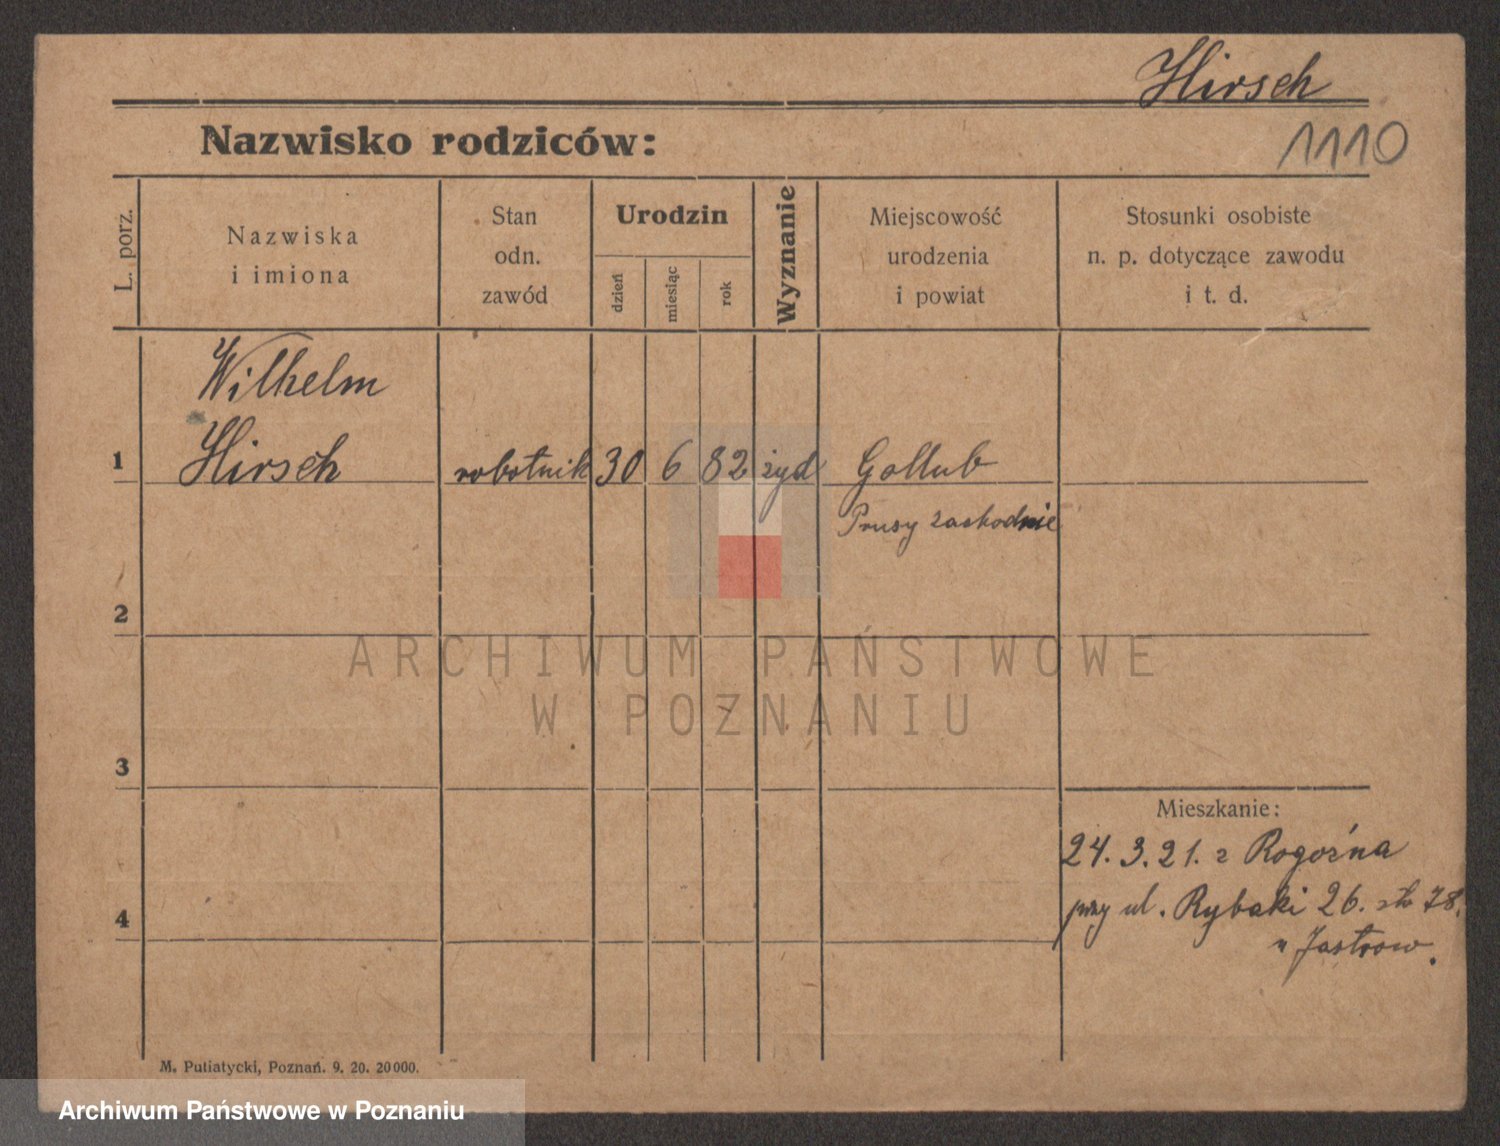 Hirsch
1110
Nazwisko rodziców:
L. porz.
Nazwiska
i imiona
Stan
odn.
zawód
Urodzin
dzień
miesiąc
rok
Wyznanie
Miejscowość
urodzenia
i powiat
Stosunki osobiste
n. p. dotyczące zawodu
i t. d.
Wilhelm
1 Hirsch robotnik 30 6 82 żyd Gollub
Prusy zachodnie
2
ARCHIWUM PAŃSTWOWE
W POZNANIU
3
Mieszkanie:
24. 3. 21. z Rogoźna
przy ul. Rybaki 26. 78.
u Jastrow.
4
M. Putiatycki, Poznań. 9. 20. 20000.
Archiwum Państwowe w Poznaniu